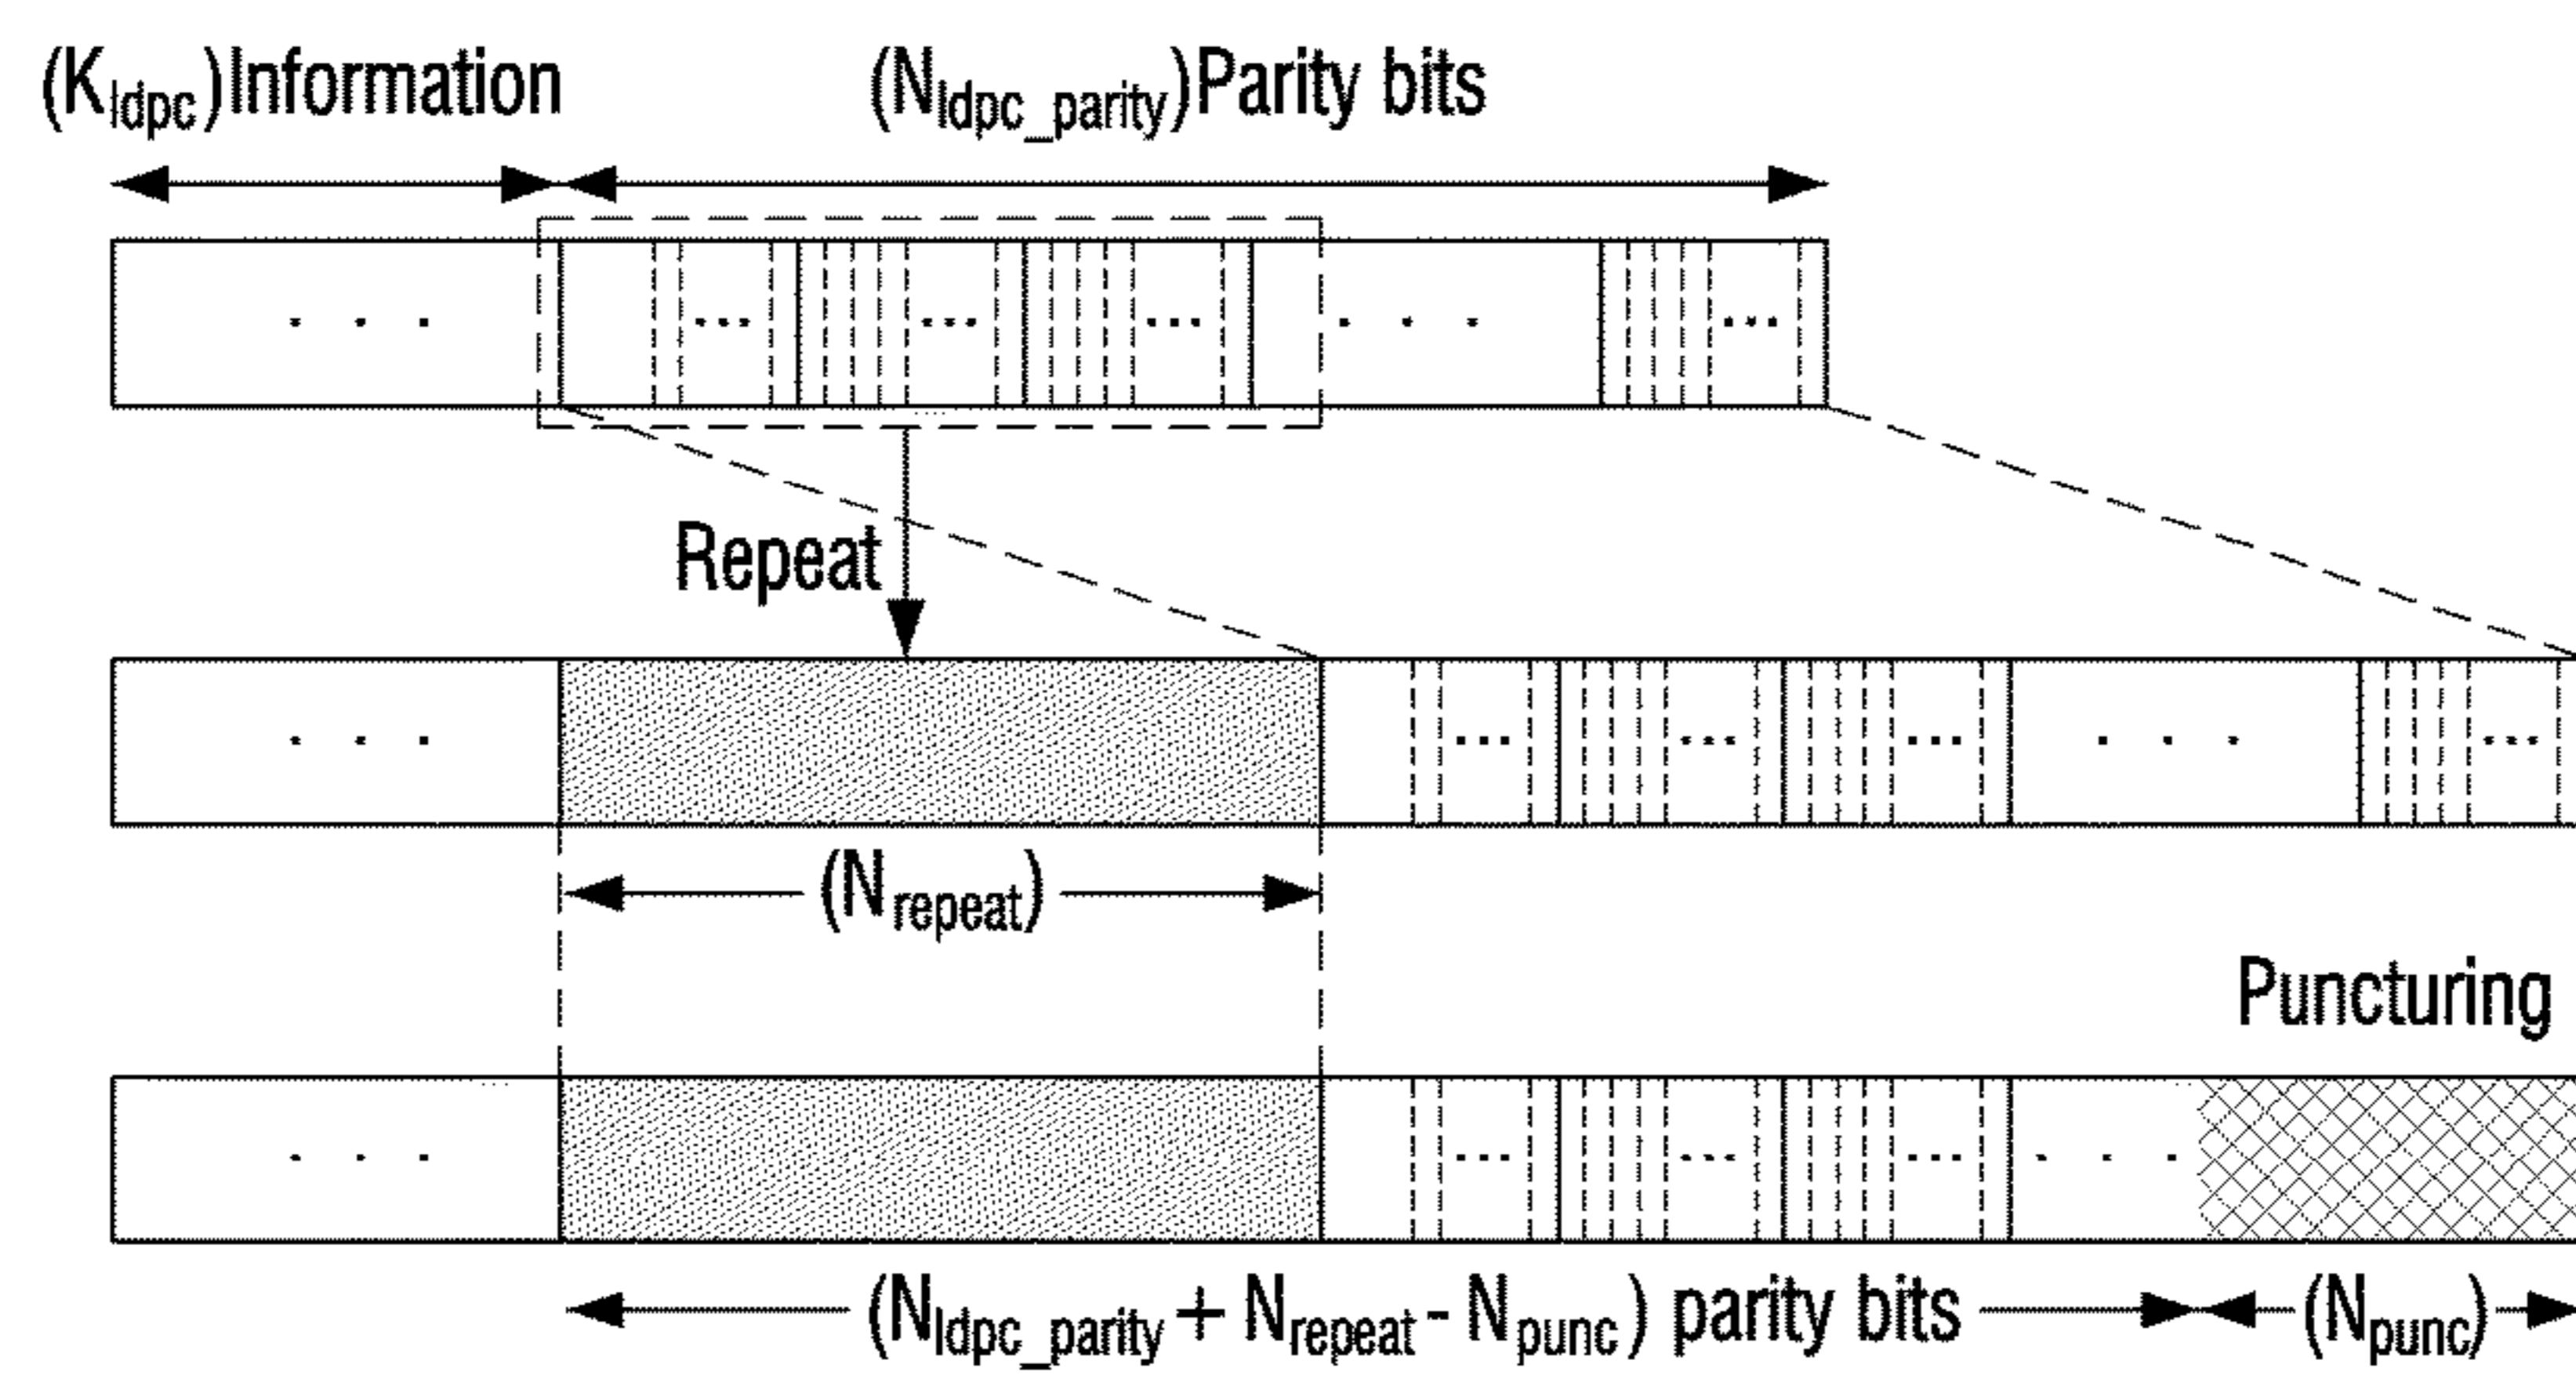 (K_ldpc)Information (N_ldpc_parity)Parity bits
. . .
... ... ... . . . ...
Repeat
. . . ... ... ... . . . ...
(N_repeat)
Puncturing
. . . ... ... ... . . .
(N_ldpc_parity + N_repeat - N_punc) parity bits (N_punc)